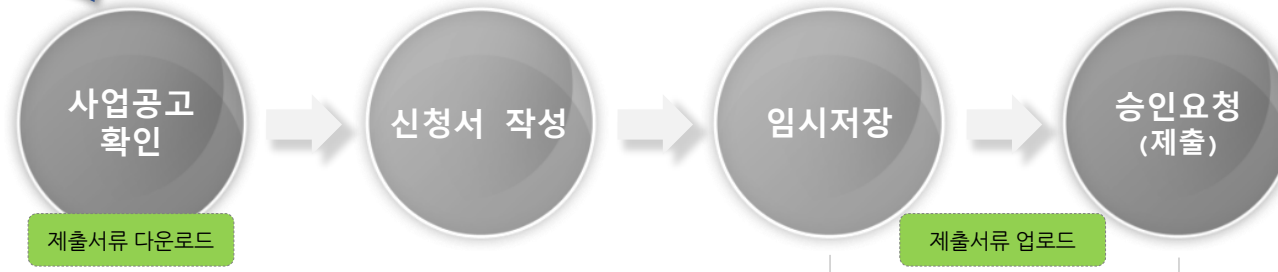 사업공고
확인
신청서 작성
임시저장
승인요청
(제출)
제출서류 다운로드
제출서류 업로드